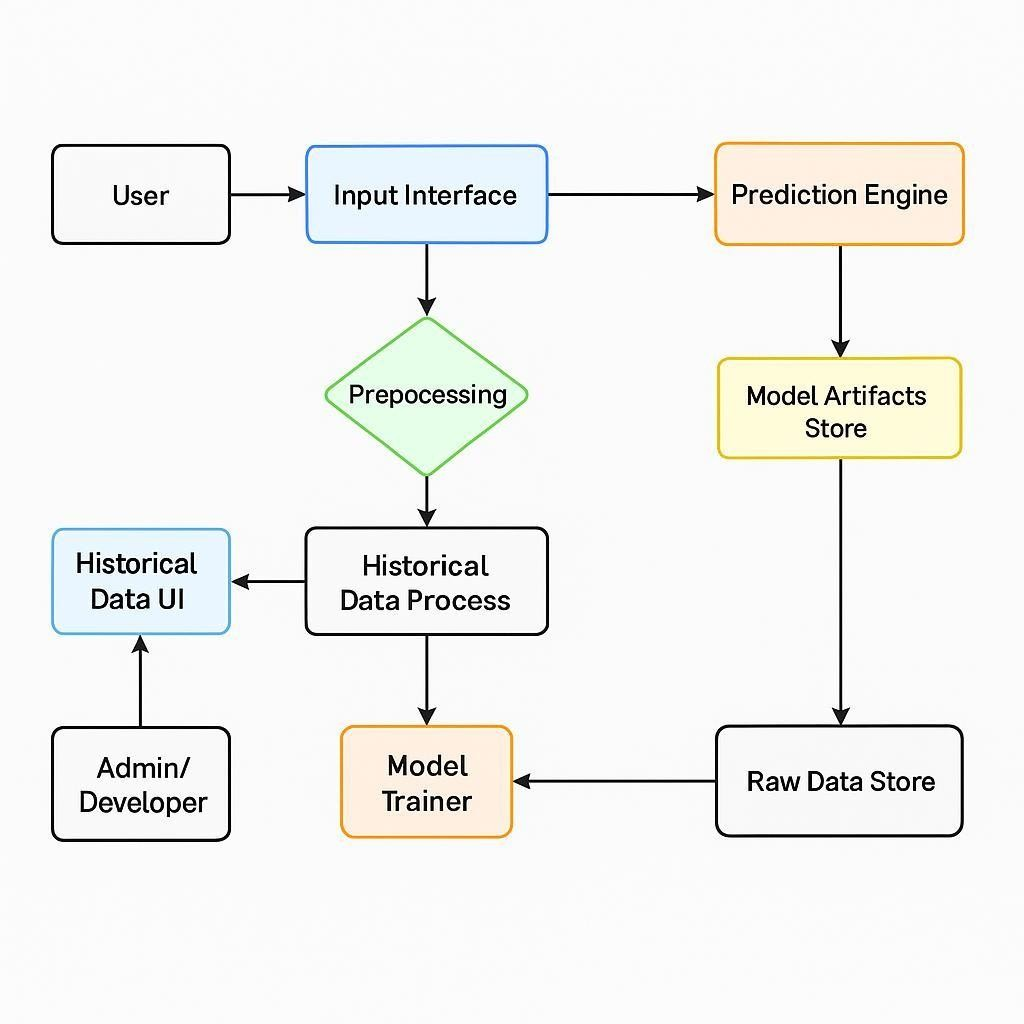 User
Input Interface
Prediction Engine
Prepocessing
Model Artifacts
Store
Historical
Data UI
Historical
Data Process
Admin/
Developer
Model
Trainer
Raw Data Store